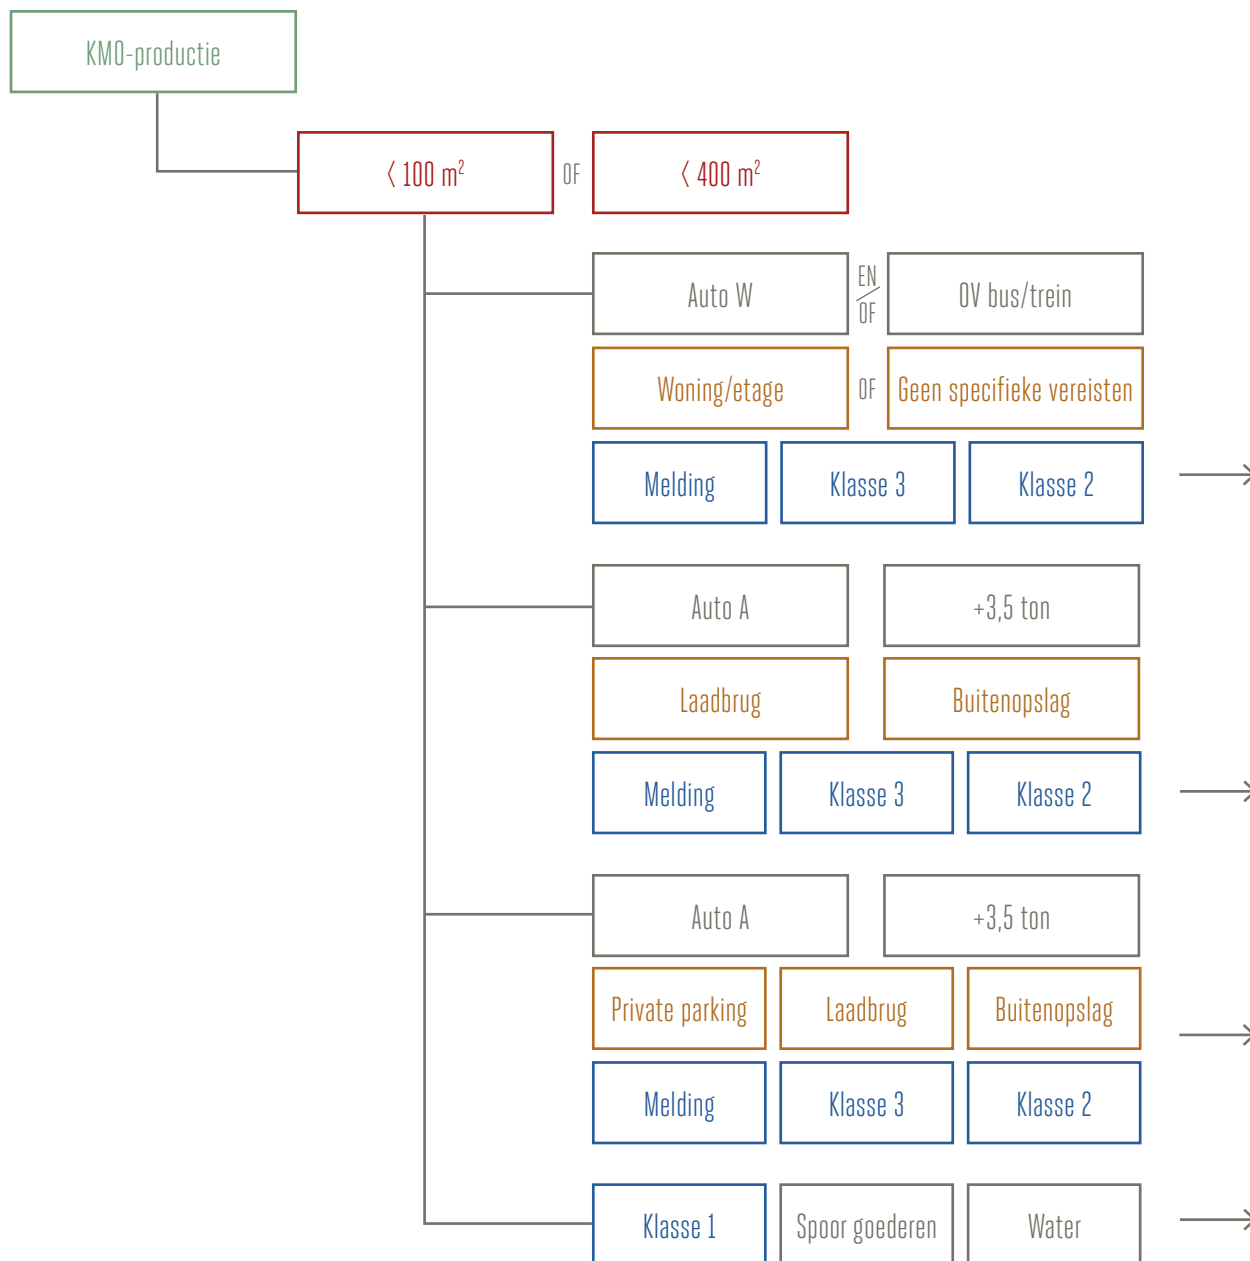 KMO-productie
< 100 m² OF < 400 m²
Auto W EN/OF OV bus/trein
Woning/etage OF Geen specifieke vereisten
Melding Klasse 3 Klasse 2
Auto A +3,5 ton
Laadbrug Buitenopslag
Melding Klasse 3 Klasse 2
Auto A +3,5 ton
Private parking Laadbrug Buitenopslag
Melding Klasse 3 Klasse 2
Klasse 1 Spoor goederen Water